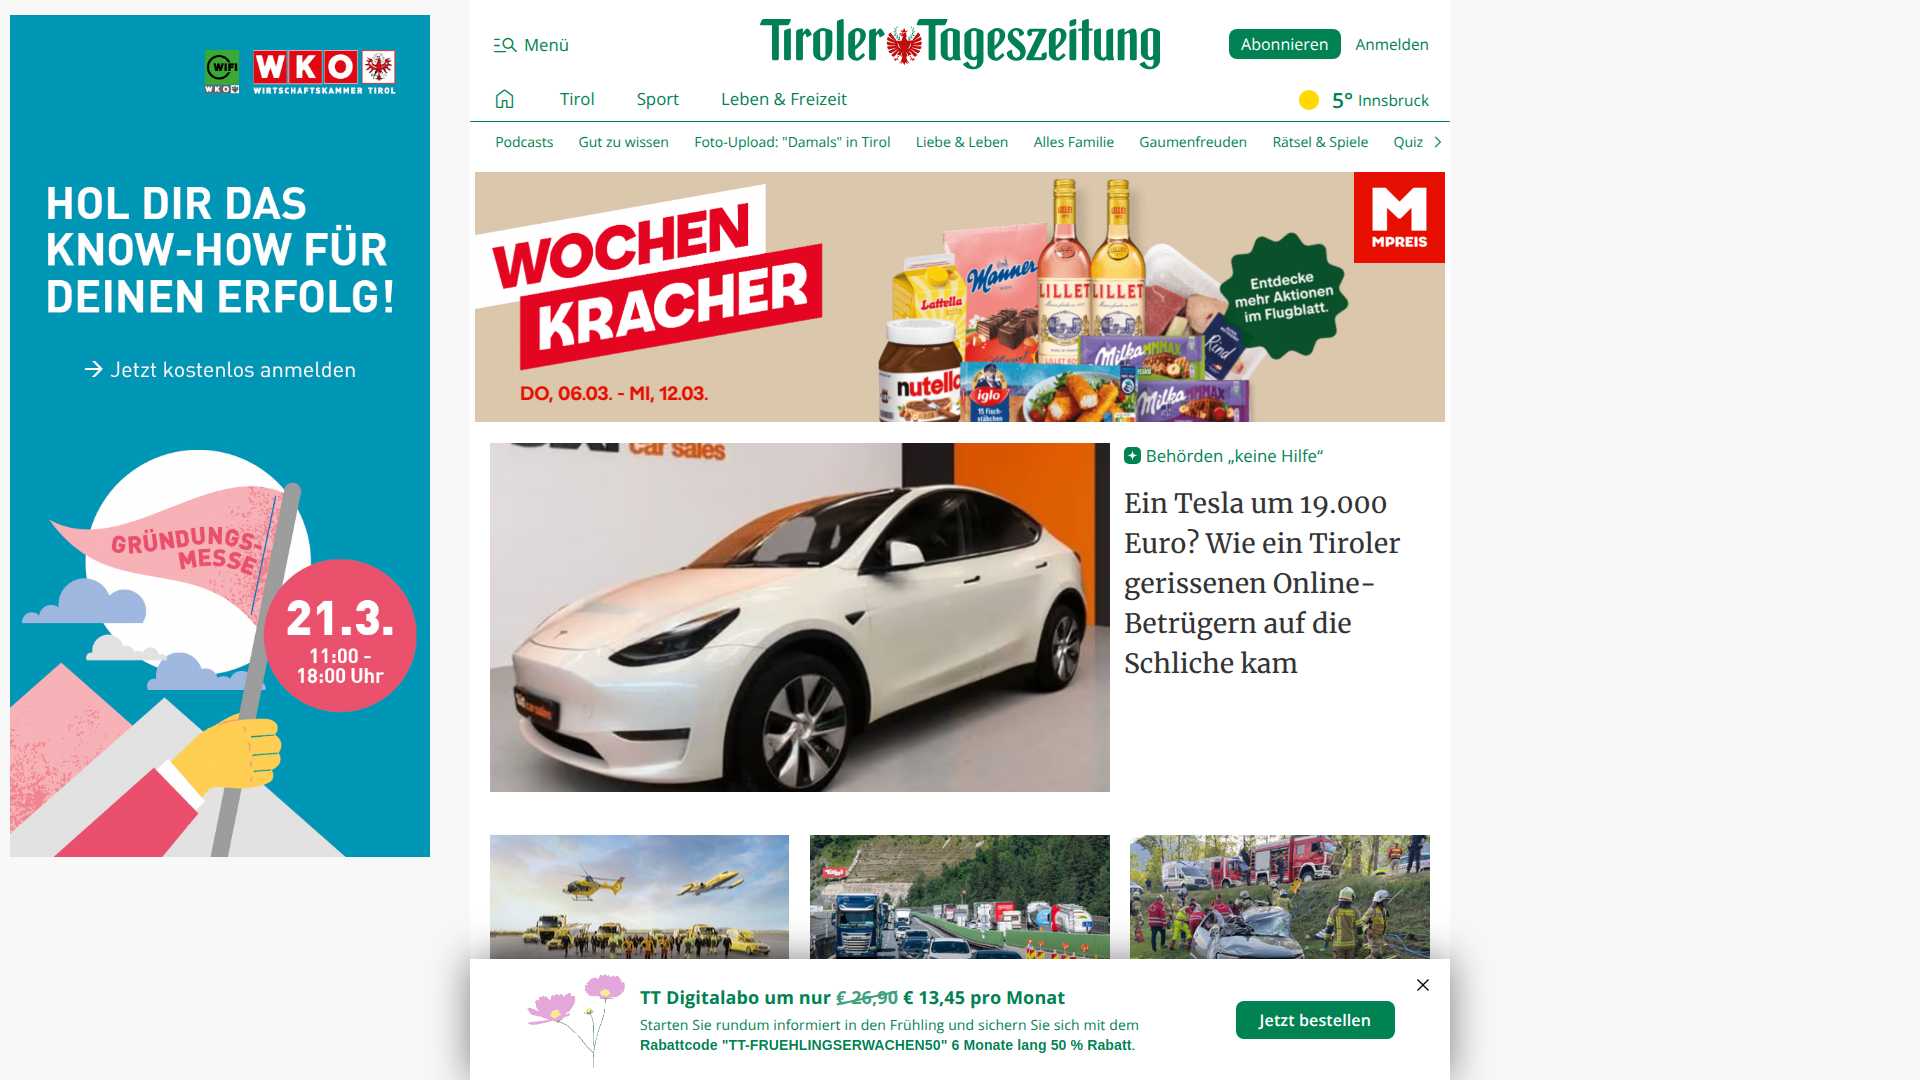 WIFI
WKO
WKO
WIRTSCHAFTSKAMMER TIROL
HOL DIR DAS
KNOW-HOW FÜR
DEINEN ERFOLG!
→ Jetzt kostenlos anmelden
GRÜNDUNGS-
MESSE
21.3.
11:00 -
18:00 Uhr
Menü
Tiroler Tageszeitung
Abonnieren
Anmelden
Tirol
Sport
Leben & Freizeit
5° Innsbruck
Podcasts
Gut zu wissen
Foto-Upload: "Damals" in Tirol
Liebe & Leben
Alles Familie
Gaumenfreuden
Rätsel & Spiele
Quiz
WOCHEN
KRACHER
DO, 06.03. - MI, 12.03.
Lattella
Manner
LILLET
LILLET
nutella
iglo
15 Fisch-
stäbchen
Milka
MMMAX
Milka
MMMAX
Rind
Entdecke
mehr Aktionen
im Flugblatt.
M
MPREIS
car sales
Behörden „keine Hilfe“
Ein Tesla um 19.000
Euro? Wie ein Tiroler
gerissenen Online-
Betrügern auf die
Schliche kam
TT Digitalabo um nur € 26,90 € 13,45 pro Monat
Starten Sie rundum informiert in den Frühling und sichern Sie sich mit dem
Rabattcode "TT-FRUEHLINGSERWACHEN50" 6 Monate lang 50 % Rabatt.
Jetzt bestellen